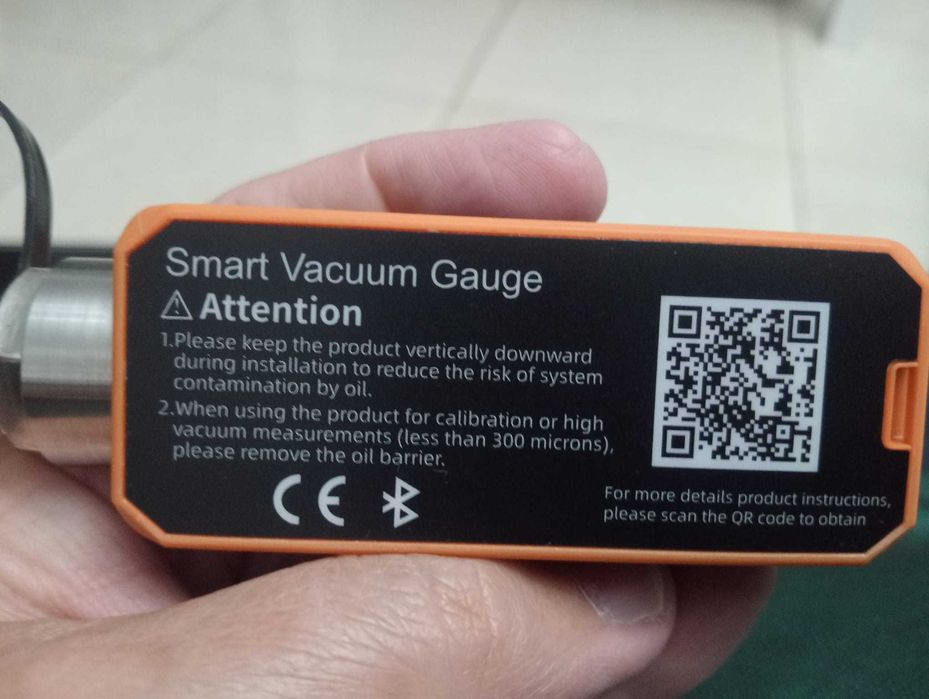 Smart Vacuum Gauge
Attention
1.Please keep the product vertically downward
during installation to reduce the risk of system
contamination by oil.
2.When using the product for calibration or high
vacuum measurements (less than 300 microns),
please remove the oil barrier.
CE
For more details product instructions,
please scan the QR code to obtain